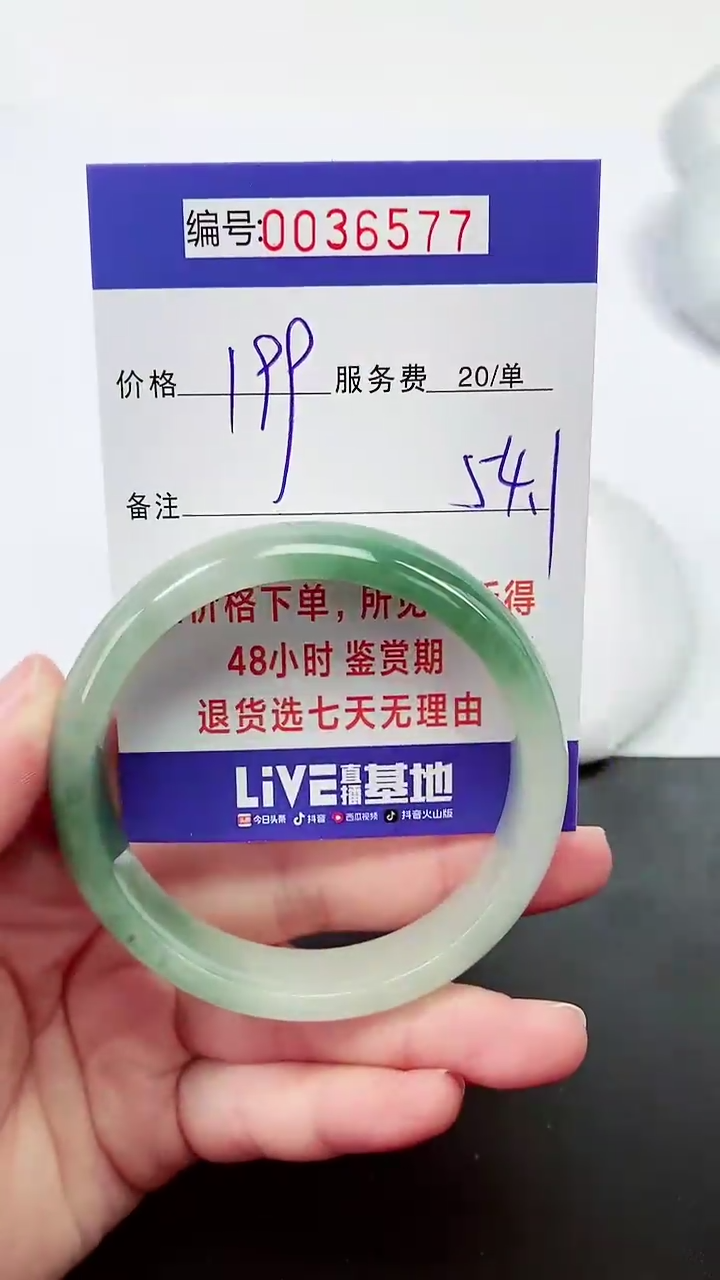 编号:0036577
价格 199 服务费 20/单
备注 54.1
价格下单，所见 所得
48小时 鉴赏期
退货选七天无理由
LiVE直播基地
今日头条 抖音 西瓜视频 抖音火山版